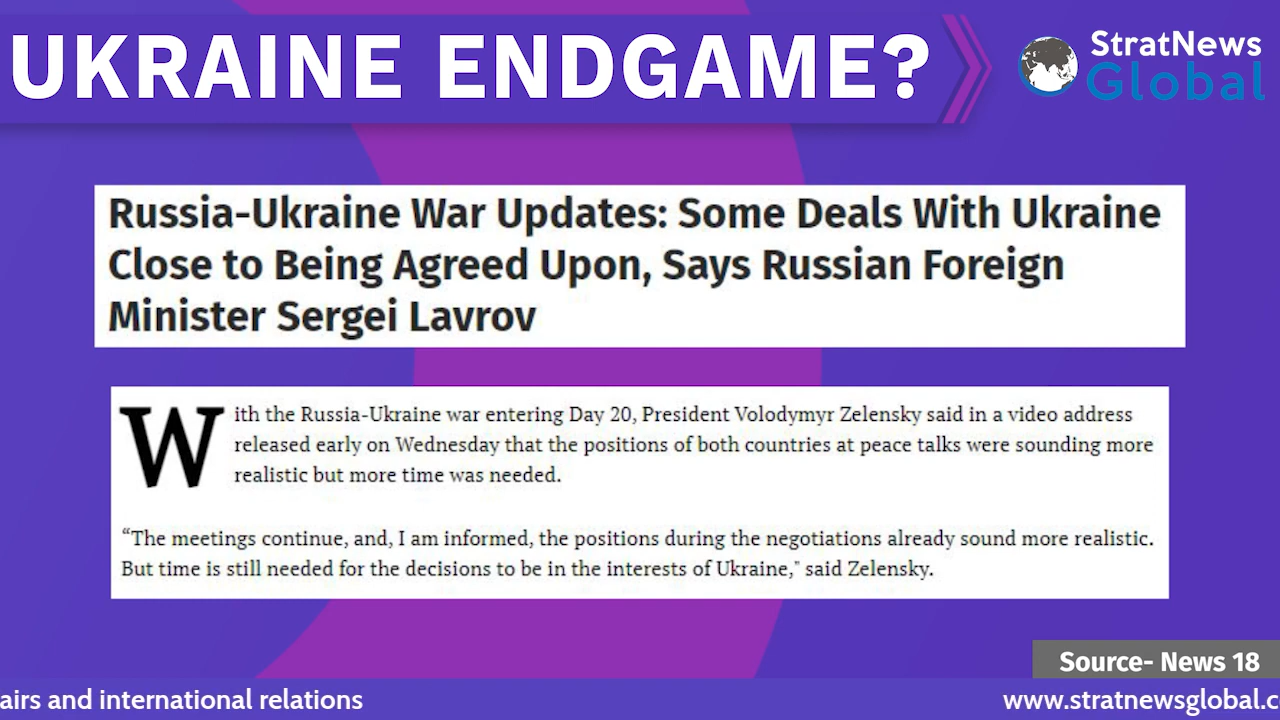 UKRAINE ENDGAME?
StratNews
Global
Russia-Ukraine War Updates: Some Deals With Ukraine
Close to Being Agreed Upon, Says Russian Foreign
Minister Sergei Lavrov
With the Russia-Ukraine war entering Day 20, President Volodymyr Zelensky said in a video address
released early on Wednesday that the positions of both countries at peace talks were sounding more
realistic but more time was needed.
“The meetings continue, and, I am informed, the positions during the negotiations already sound more realistic.
But time is still needed for the decisions to be in the interests of Ukraine," said Zelensky.
Source- News 18
airs and international relations
www.stratnewsglobal.c